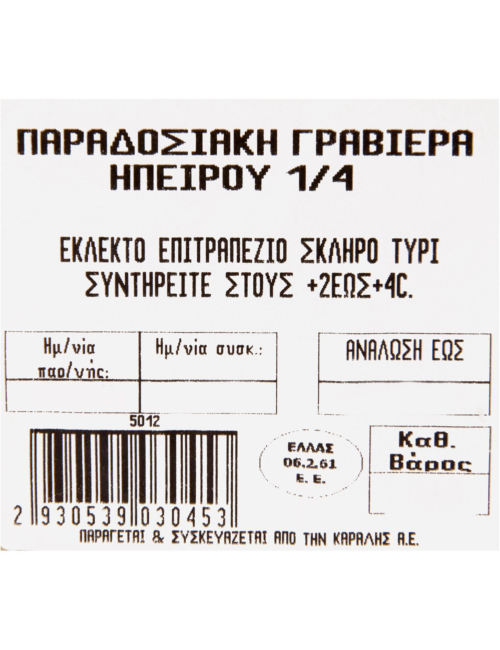 ΠΑΡΑΔΟΣΙΑΚΗ ΓΡΑΒΙΕΡΑ
ΗΠΕΙΡΟΥ 1/4
ΕΚΛΕΚΤΟ ΕΠΙΤΡΑΠΕΖΙΟ ΣΚΛΗΡΟ ΤΥΡΙ
ΣΥΝΤΗΡΕΙΤΕ ΣΤΟΥΣ +2ΕΩΣ+4C.
Ημ/νία
παρ/νής:
Ημ/νία συσκ.:
ΑΝΑΛΩΣΗ ΕΩΣ
5012
2 930539 030453
ΕΛΛΑΣ
06.2.61
Ε. Ε.
Καθ.
Βάρος
ΠΑΡΑΓΕΤΑΙ & ΣΥΣΚΕΥΑΖΕΤΑΙ ΑΠΟ ΤΗΝ ΚΑΡΑΛΗΣ Α.Ε.